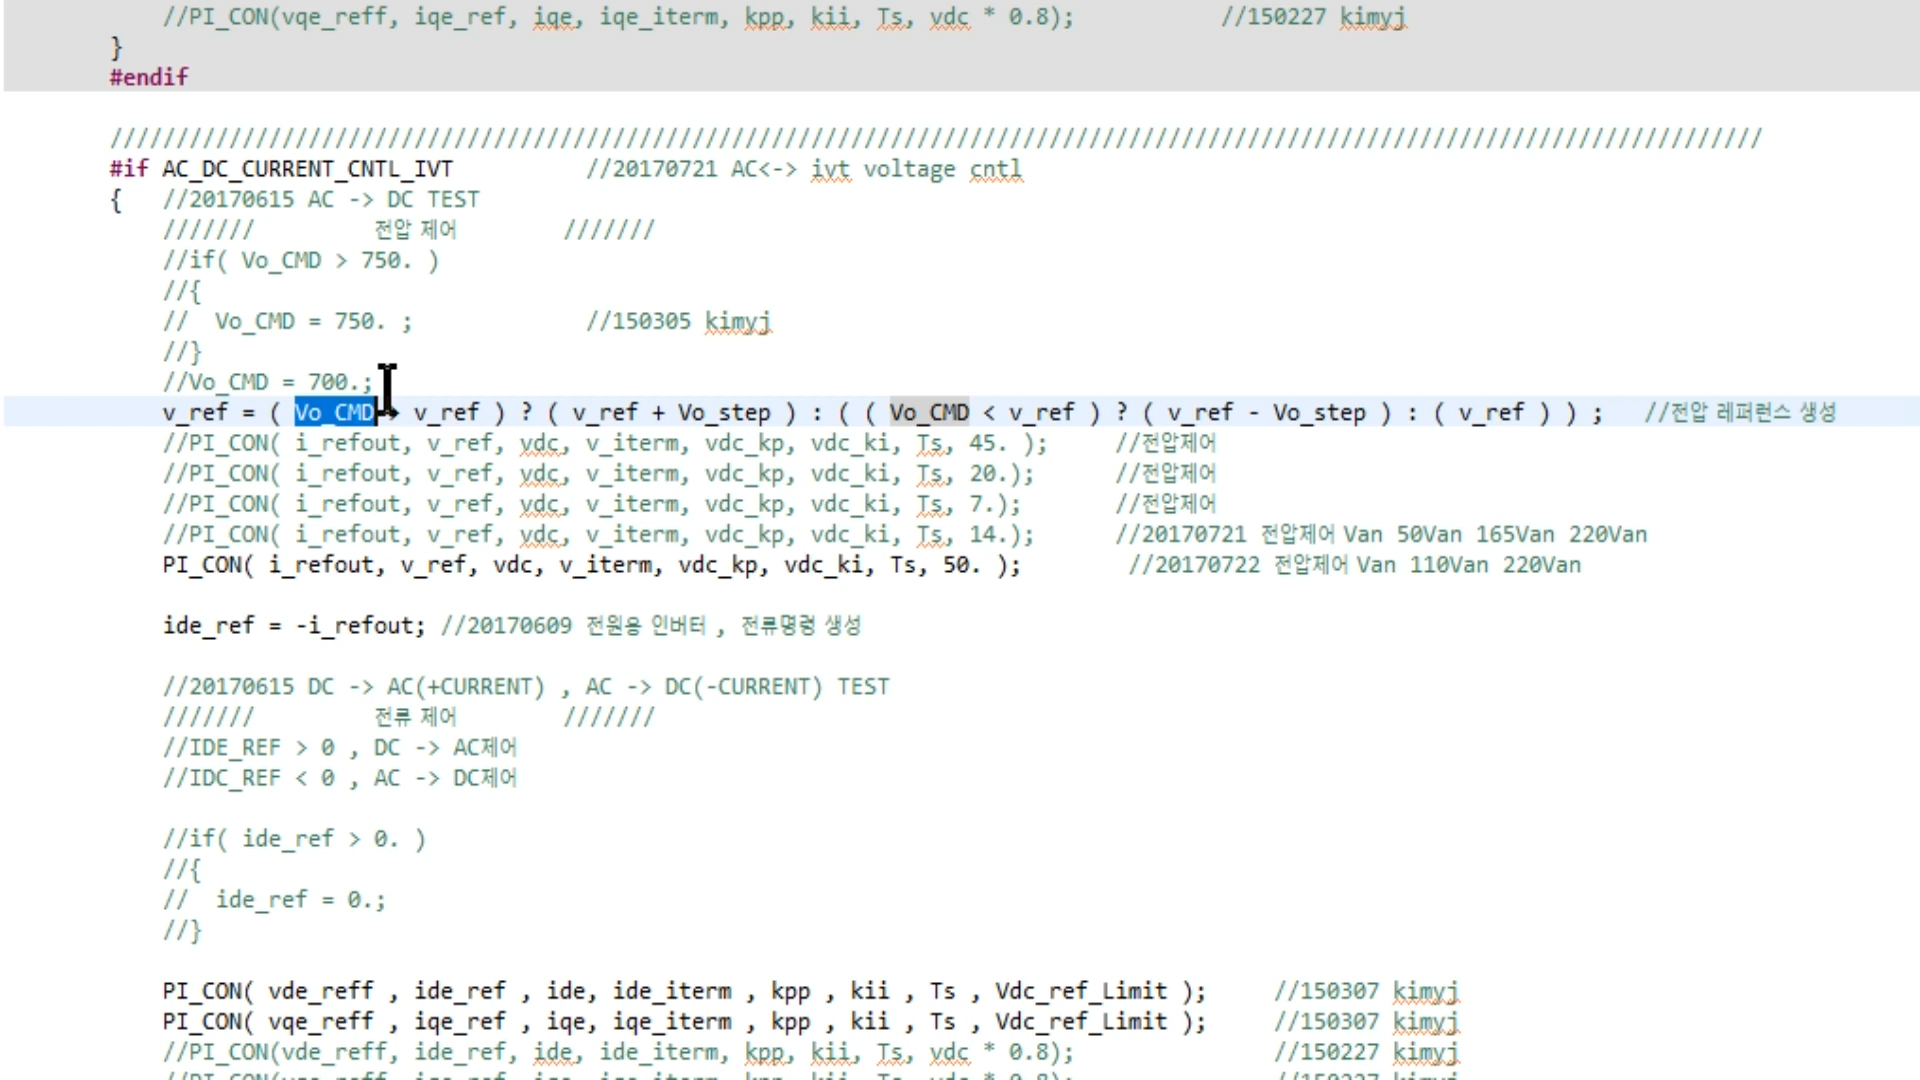 //PI_CON(vqe_reff, iqe_ref, iqe, iqe_iterm, kpp, kii, Ts, vdc * 0.8); //150227 kimyj
}
#endif
/////////////////////////////////////////////////////////////////////////////////////////////////////////////////////////////
#if AC_DC_CURRENT_CNTL_IVT //20170721 AC<-> ivt voltage cntl
{ //20170615 AC -> DC TEST
/////// 전압 제어 ///////
//if( Vo_CMD > 750. )
//{
// Vo_CMD = 750. ; //150305 kimyj
//}
//Vo_CMD = 700.;
v_ref = ( Vo_CMD > v_ref ) ? ( v_ref + Vo_step ) : ( ( Vo_CMD < v_ref ) ? ( v_ref - Vo_step ) : ( v_ref ) ) ; //전압 레퍼런스 생성
//PI_CON( i_refout, v_ref, vdc, v_iterm, vdc_kp, vdc_ki, Ts, 45. ); //전압제어
//PI_CON( i_refout, v_ref, vdc, v_iterm, vdc_kp, vdc_ki, Ts, 20.); //전압제어
//PI_CON( i_refout, v_ref, vdc, v_iterm, vdc_kp, vdc_ki, Ts, 7.); //전압제어
//PI_CON( i_refout, v_ref, vdc, v_iterm, vdc_kp, vdc_ki, Ts, 14.); //20170721 전압제어 Van 50Van 165Van 220Van
PI_CON( i_refout, v_ref, vdc, v_iterm, vdc_kp, vdc_ki, Ts, 50. ); //20170722 전압제어 Van 110Van 220Van
ide_ref = -i_refout; //20170609 전원용 인버터 , 전류명령 생성
//20170615 DC -> AC(+CURRENT) , AC -> DC(-CURRENT) TEST
/////// 전류 제어 ///////
//IDE_REF > 0 , DC -> AC제어
//IDC_REF < 0 , AC -> DC제어
//if( ide_ref > 0. )
//{
// ide_ref = 0.;
//}
PI_CON( vde_reff , ide_ref , ide, ide_iterm , kpp , kii , Ts , Vdc_ref_Limit ); //150307 kimyj
PI_CON( vqe_reff , iqe_ref , iqe, iqe_iterm , kpp , kii , Ts , Vdc_ref_Limit ); //150307 kimyj
//PI_CON(vde_reff, ide_ref, ide, ide_iterm, kpp, kii, Ts, vdc * 0.8); //150227 kimyj